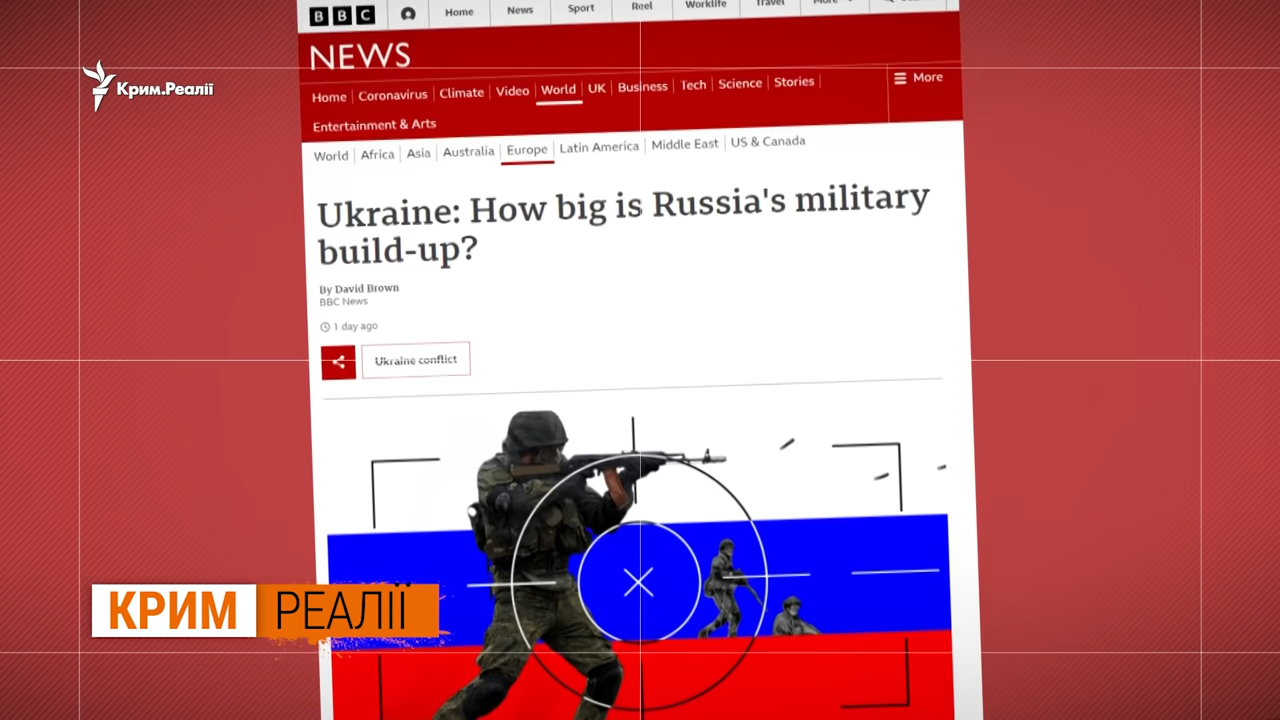 BBC
Home
News
Sport
Reel
Worklife
Travel
More
NEWS
Home
Coronavirus
Climate
Video
World
UK
Business
Tech
Science
Stories
More
Entertainment & Arts
World
Africa
Asia
Australia
Europe
Latin America
Middle East
US & Canada
Крим.Реалії
Ukraine: How big is Russia's military
build-up?
By David Brown
BBC News
1 day ago
Ukraine conflict
КРИМ РЕАЛІЇ